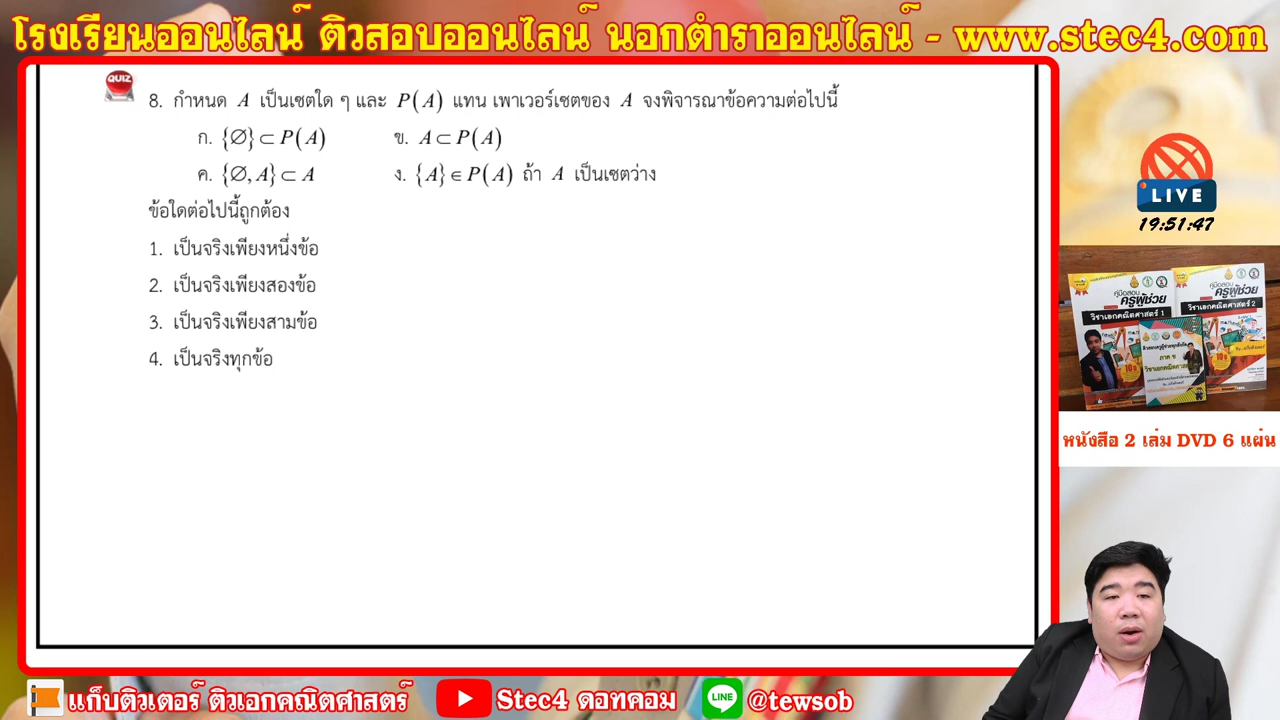 โรงเรียนออนไลน์ ติวสอบออนไลน์ นอกตำราออนไลน์ - www.stec4.com
QUIZ
8. กำหนด A เป็นเซตใด ๆ และ P(A) แทน เพาเวอร์เซตของ A จงพิจารณาข้อความต่อไปนี้
ก. {∅} ⊂ P(A) ข. A ⊂ P(A)
ค. {∅, A} ⊂ A ง. {A} ∈ P(A) ถ้า A เป็นเซตว่าง
ข้อใดต่อไปนี้ถูกต้อง
1. เป็นจริงเพียงหนึ่งข้อ
2. เป็นจริงเพียงสองข้อ
3. เป็นจริงเพียงสามข้อ
4. เป็นจริงทุกข้อ
LIVE
19:51:47
คู่มือสอบ
ครูผู้ช่วย
วิชาเอกคณิตศาสตร์ 1
คู่มือสอบ
ครูผู้ช่วย
วิชาเอกคณิตศาสตร์ 2
ภาค ข
หนังสือ 2 เล่ม DVD 6 แผ่น
แก็บติวเตอร์ ติวเอกคณิตศาสตร์
Stec4 ดอทคอม
LINE
@tewsob